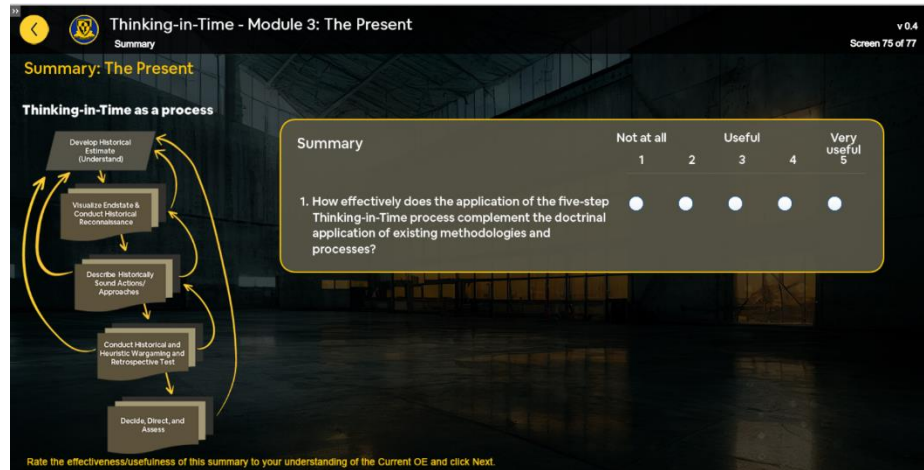 »
Thinking-in-Time - Module 3: The Present
Summary
v 0.4
Screen 75 of 77
Summary: The Present
Thinking-in-Time as a process
Develop Historical
Estimate
(Understand)
Visualize Endstate &
Conduct Historical
Reconnaissance
Describe Historically
Sound Actions/
Approaches
Conduct Historical and
Heuristic Wargaming and
Retrospective Test
Decide, Direct, and
Assess
Summary
Not at all
Useful
Very
useful
1 2 3 4 5
1. How effectively does the application of the five-step
Thinking-in-Time process complement the doctrinal
application of existing methodologies and
processes?
Rate the effectiveness/usefulness of this summary to your understanding of the Current OE and click Next.